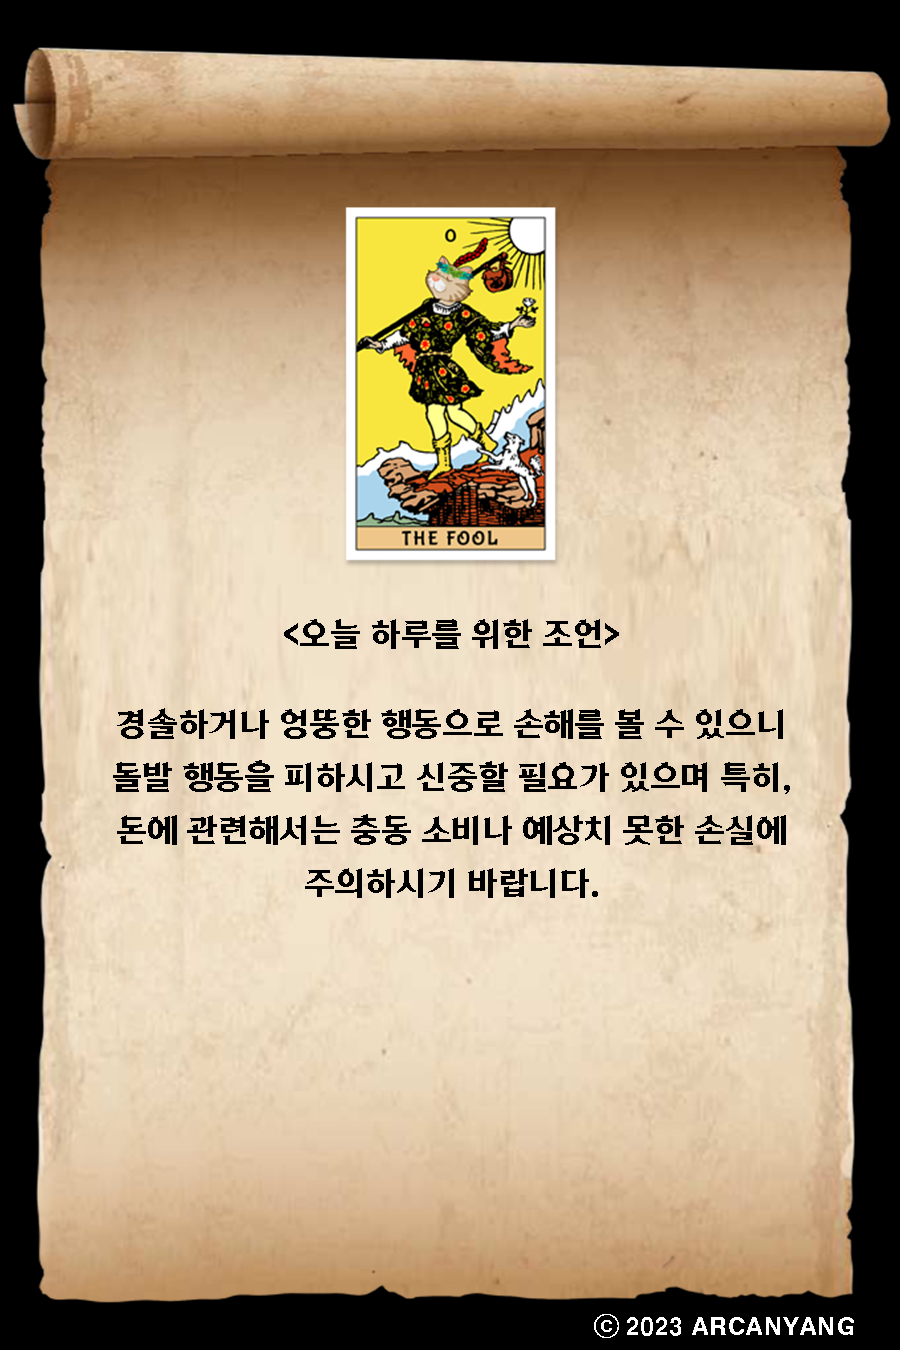 0
THE FOOL
<오늘 하루를 위한 조언>
경솔하거나 엉뚱한 행동으로 손해를 볼 수 있으니
돌발 행동을 피하시고 신중할 필요가 있으며 특히,
돈에 관련해서는 충동 소비나 예상치 못한 손실에
주의하시기 바랍니다.
ⓒ 2023 ARCANYANG